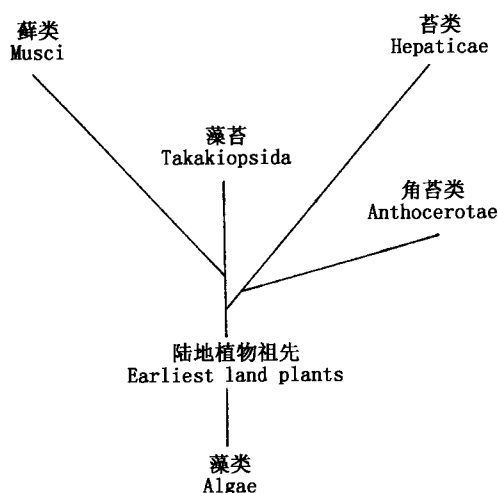 藓类
Musci
苔类
Hepaticae
藻苔
Takakiopsida
角苔类
Anthocerotae
陆地植物祖先
Earliest land plants
藻类
Algae